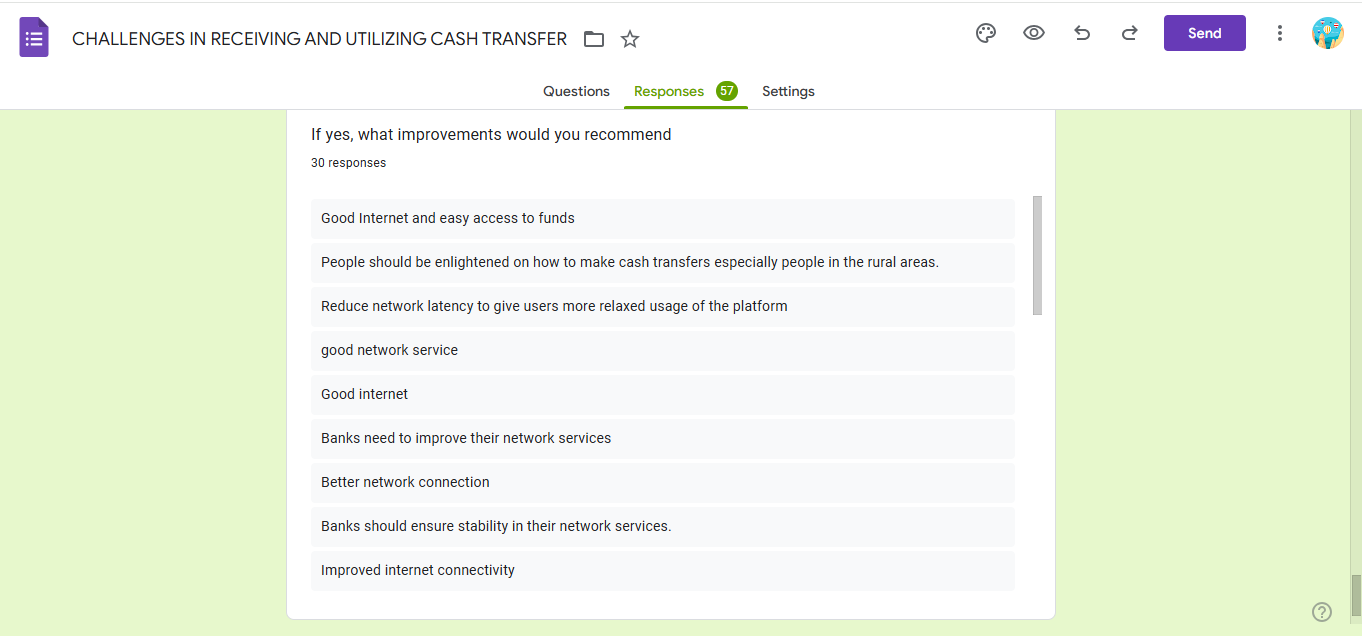 CHALLENGES IN RECEIVING AND UTILIZING CASH TRANSFER
Send
Questions
Responses 57
Settings
If yes, what improvements would you recommend
30 responses
Good Internet and easy access to funds
People should be enlightened on how to make cash transfers especially people in the rural areas.
Reduce network latency to give users more relaxed usage of the platform
good network service
Good internet
Banks need to improve their network services
Better network connection
Banks should ensure stability in their network services.
Improved internet connectivity